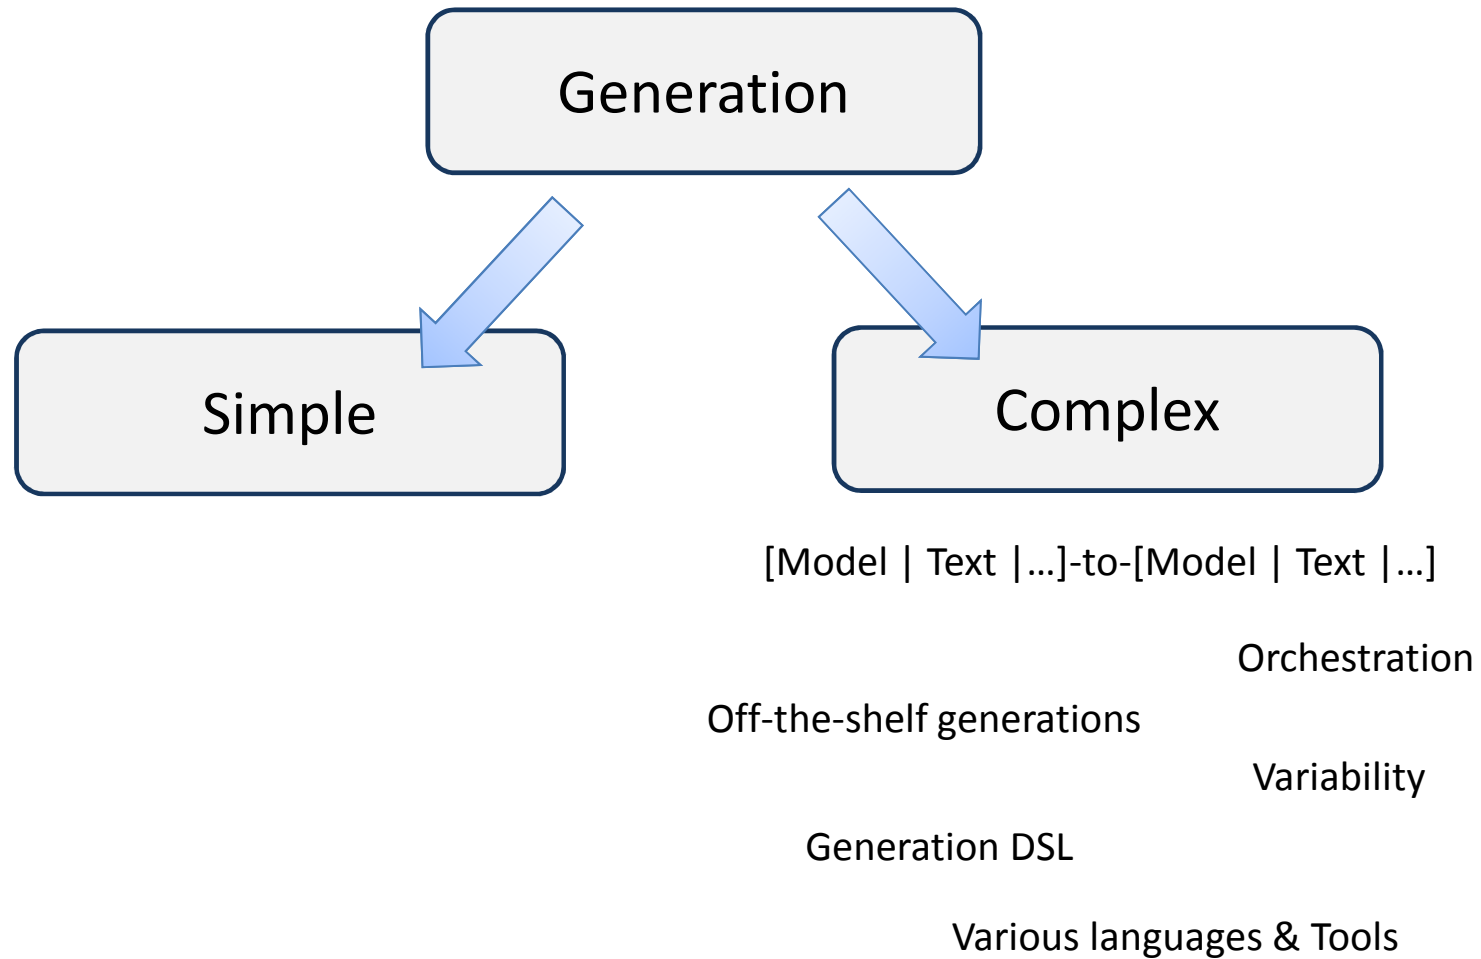 Generation
Simple
Complex
[Model | Text |…]-to-[Model | Text |…]
Orchestration
Off-the-shelf generations
Variability
Generation DSL
Various languages & Tools